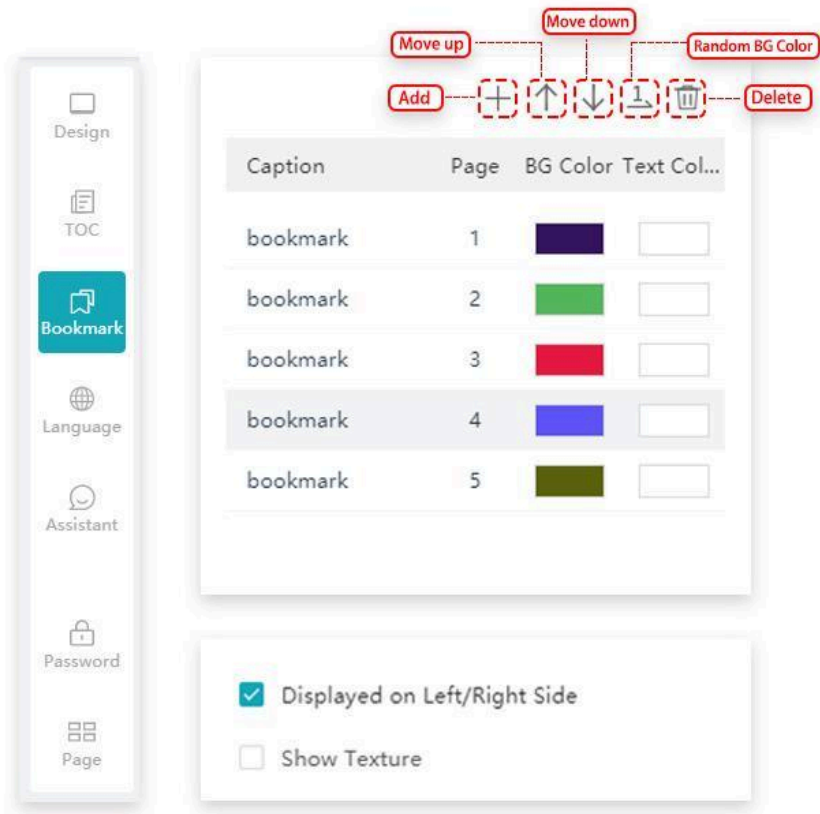 Move down
Move up
Random BG Color
Add
1
Delete
Design
TOC
Bookmark
Language
Assistant
Password
Page
Caption Page BG Color Text Col...
bookmark 1
bookmark 2
bookmark 3
bookmark 4
bookmark 5
Displayed on Left/Right Side
Show Texture